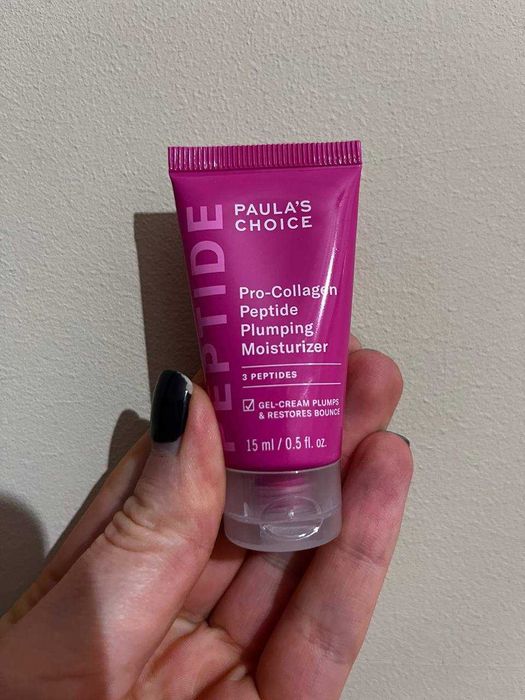 PEPTIDE
PAULA'S
CHOICE
Pro-Collagen
Peptide
Plumping
Moisturizer
3 PEPTIDES
GEL-CREAM PLUMPS
& RESTORES BOUNCE
15 ml / 0.5 fl. oz.